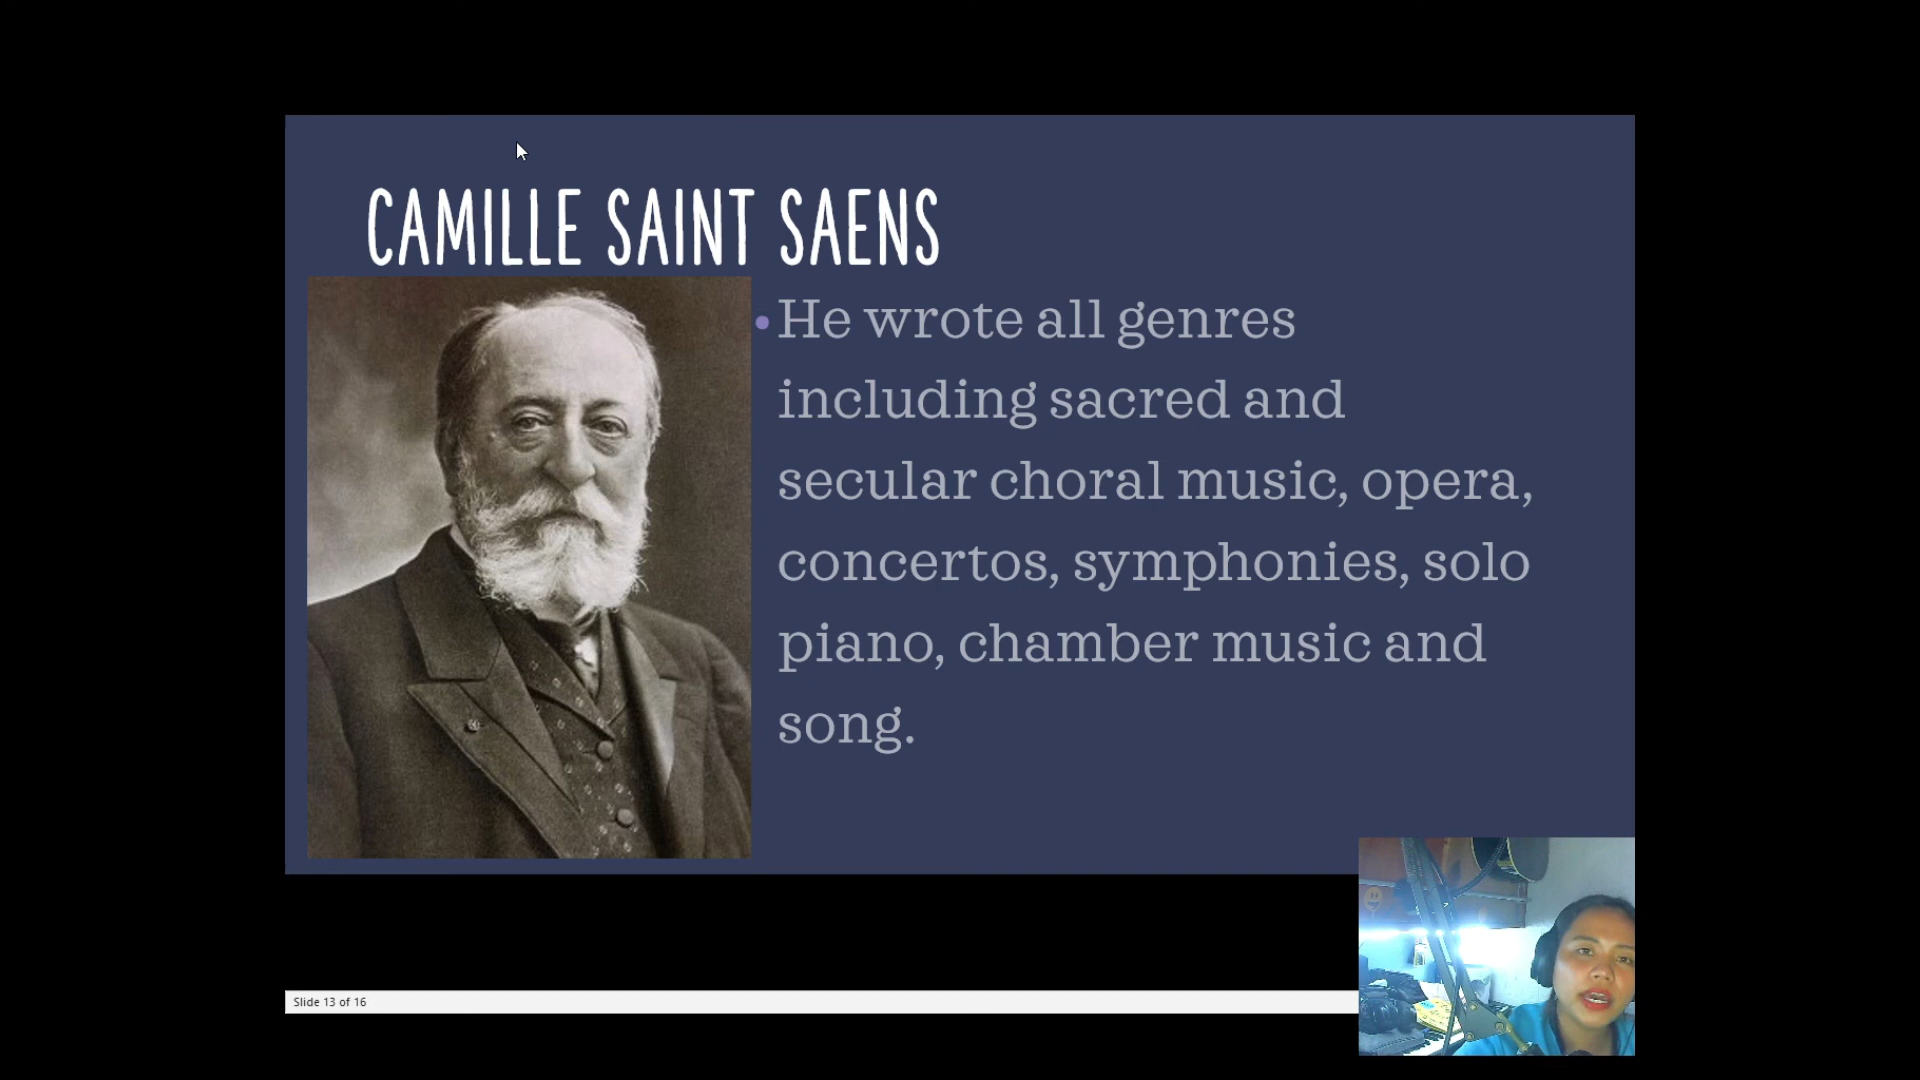 CAMILLE SAINT SAENS
• He wrote all genres
including sacred and
secular choral music, opera,
concertos, symphonies, solo
piano, chamber music and
song.
Slide 13 of 16